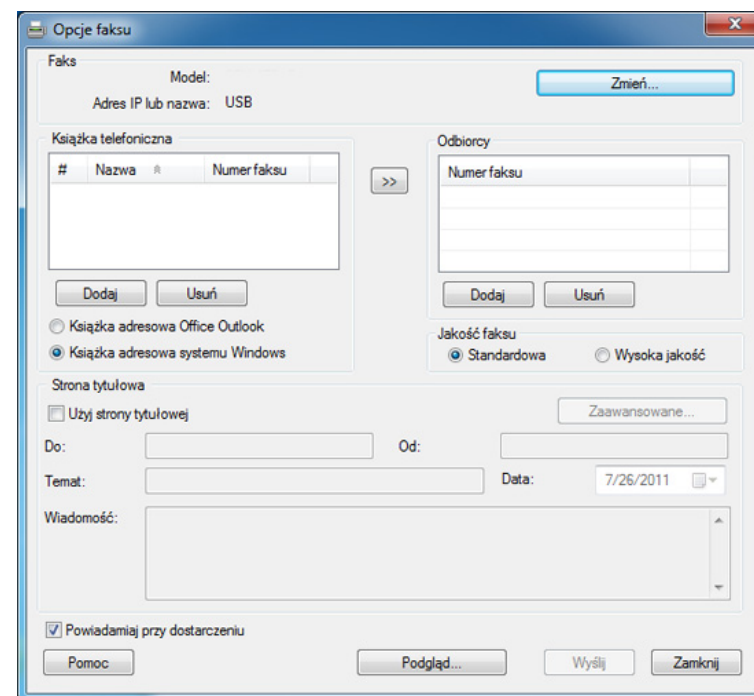 Opcje faksu
Faks
Model:
Zmień...
Adres IP lub nazwa: USB
Książka telefoniczna
# Nazwa Numer faksu
>>
Odbiorcy
Numer faksu
Dodaj Usuń
Dodaj Usuń
Książka adresowa Office Outlook
Książka adresowa systemu Windows
Jakość faksu
Standardowa Wysoka jakość
Strona tytułowa
Użyj strony tytułowej
Zaawansowane...
Do: Od:
Temat: Data: 7/26/2011
Wiadomość:
Powiadamiaj przy dostarczeniu
Pomoc Podgląd... Wyślij Zamknij